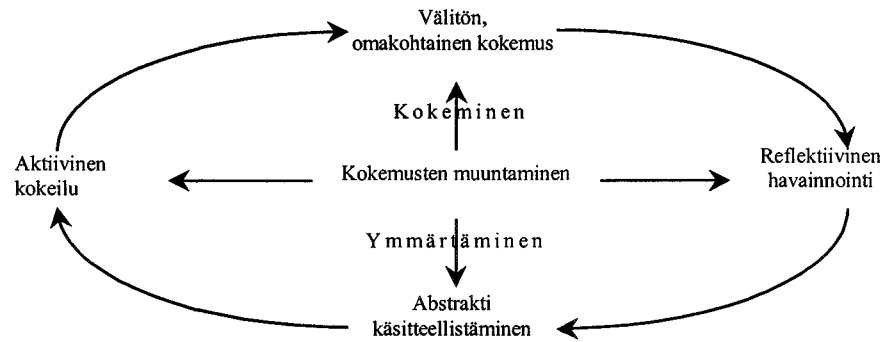 Välitön,
omakohtainen kokemus
Kokeminen
Aktiivinen
kokeilu
Kokemusten muuntaminen
Reflektiivinen
havainnointi
Ymmärtäminen
Abstrakti
käsitteellistäminen